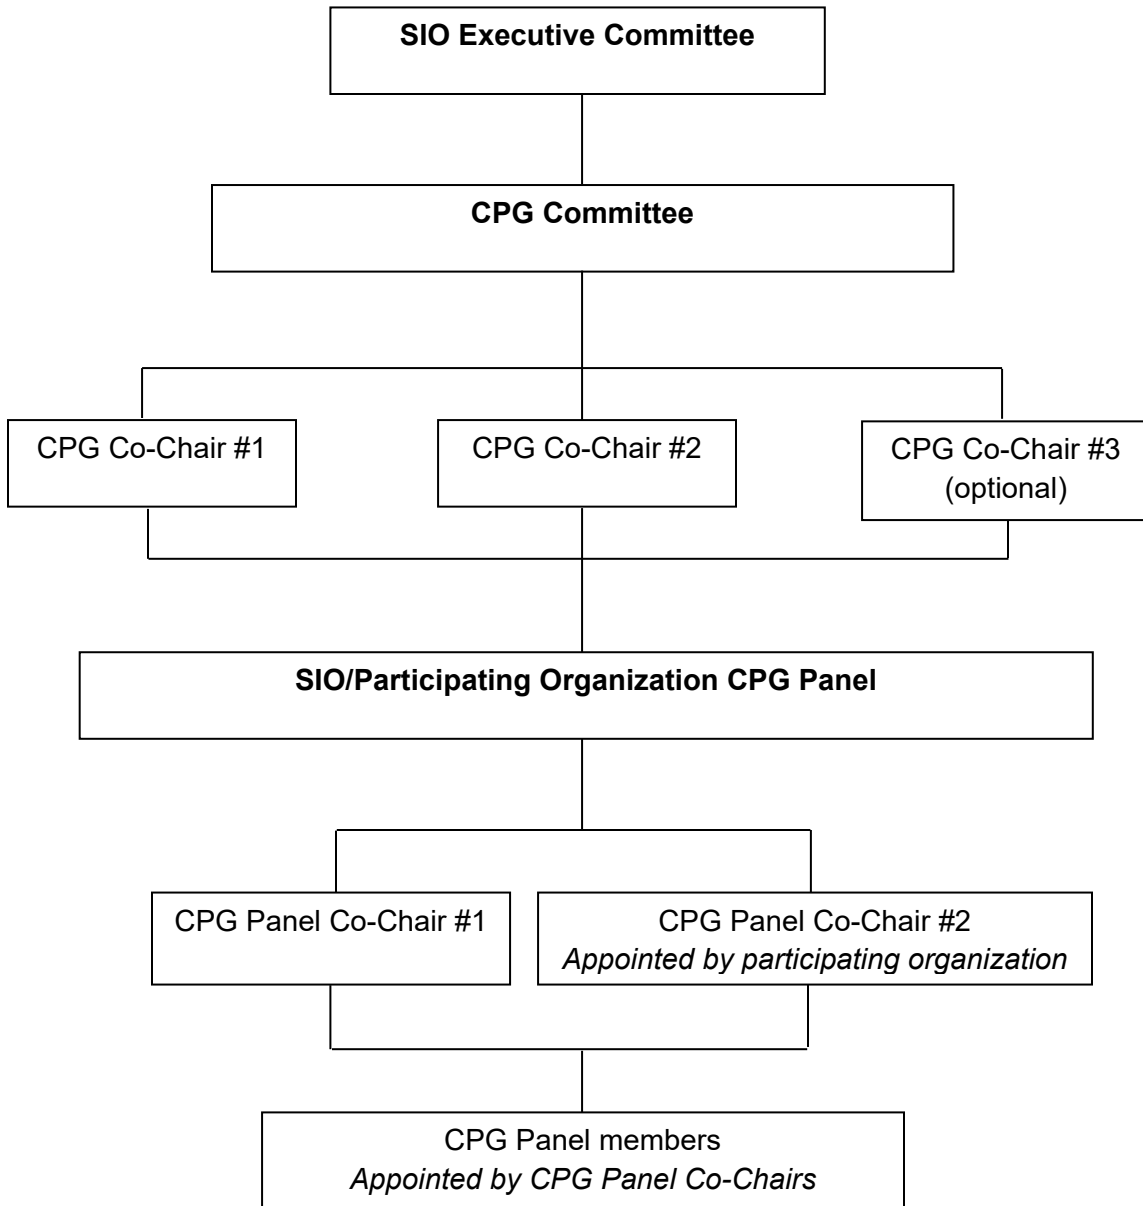 SIO Executive Committee
CPG Committee
CPG Co-Chair #1
CPG Co-Chair #2
CPG Co-Chair #3
(optional)
SIO/Participating Organization CPG Panel
CPG Panel Co-Chair #1
CPG Panel Co-Chair #2
Appointed by participating organization
CPG Panel members
Appointed by CPG Panel Co-Chairs